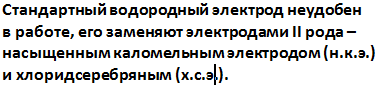 Стандартный водородный электрод неудобен
в работе, его заменяют электродами II рода –
насыщенным каломельным электродом (н.к.э.)
и хлоридсеребряным (х.с.э.).